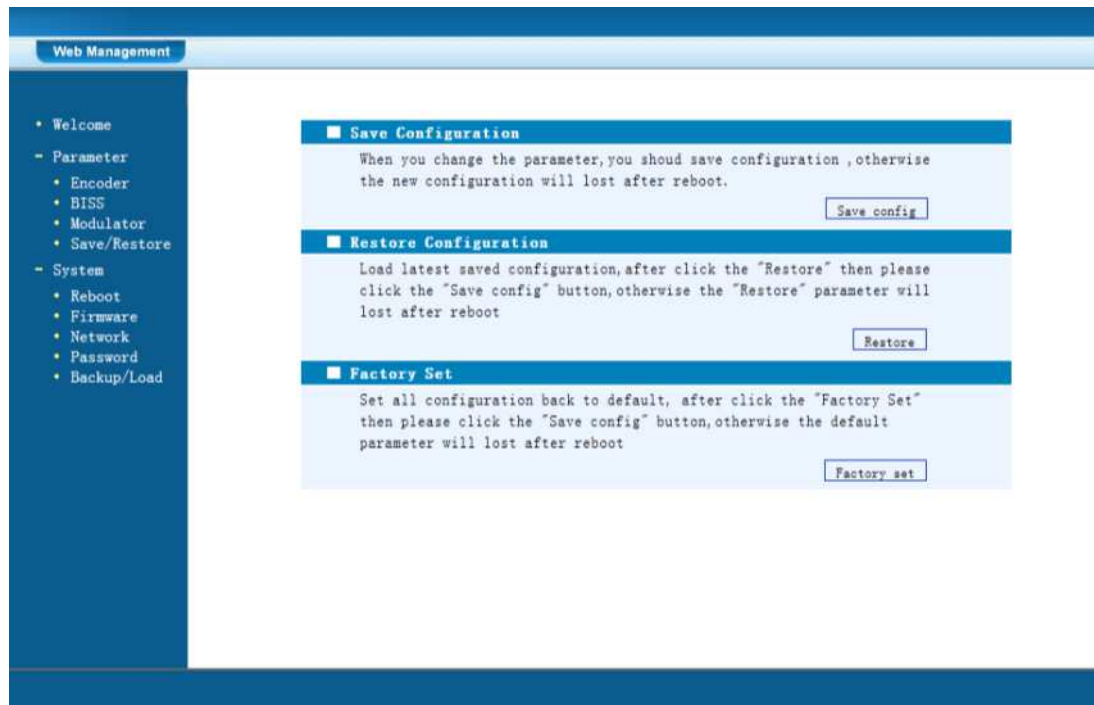 Web Management
Welcome
Parameter
Encoder
BISS
Modulator
Save/Restore
System
Reboot
Firmware
Network
Password
Backup/Load
Save Configuration
When you change the parameter,you shoud save configuration ,otherwise
the new configuration will lost after reboot.
Save config
Restore Configuration
Load latest saved configuration,after click the "Restore" then please
click the "Save config" button,otherwise the "Restore" parameter will
lost after reboot
Restore
Factory Set
Set all configuration back to default, after click the "Factory Set"
then please click the "Save config" button,otherwise the default
parameter will lost after reboot
Factory set